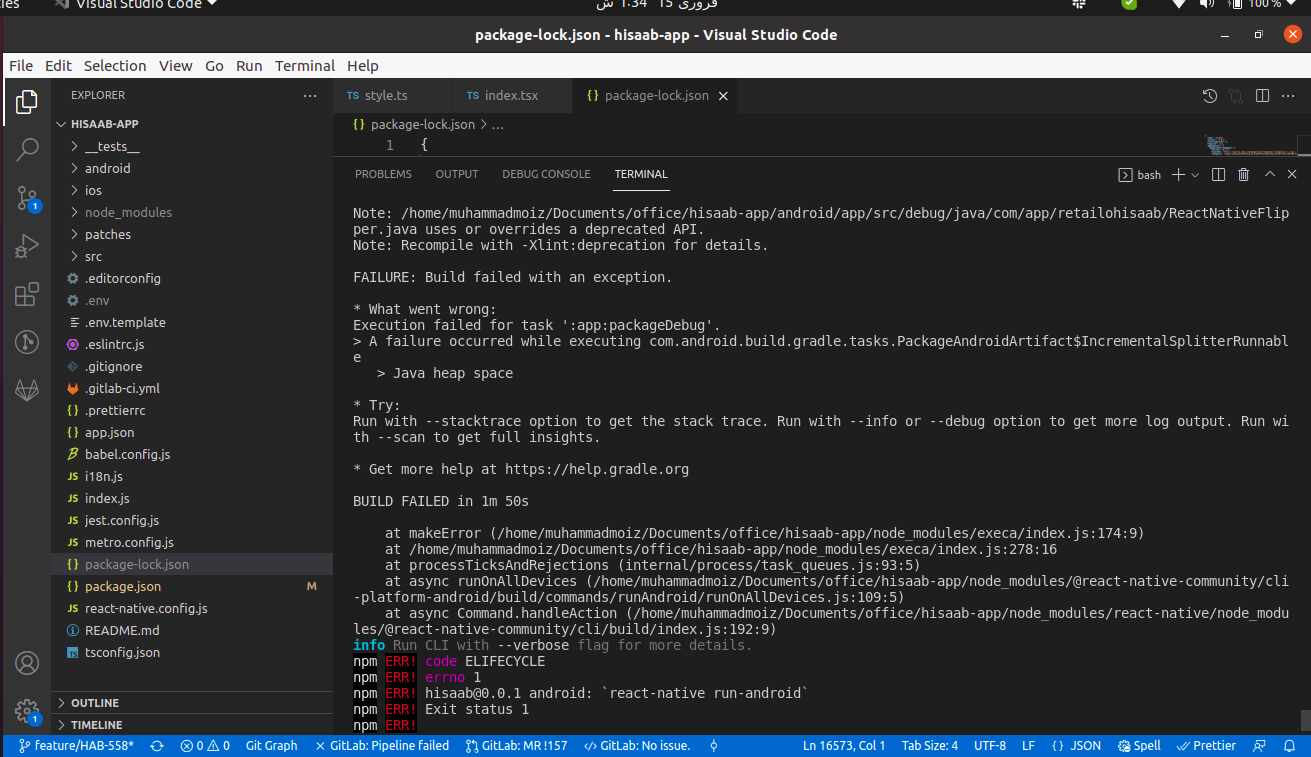 Visual Studio Code
فروری 15 1:34 ش
100 %
package-lock.json - hisaab-app - Visual Studio Code
File Edit Selection View Go Run Terminal Help
EXPLORER
HISAAB-APP
__tests__
android
ios
node_modules
patches
src
.editorconfig
.env
.env.template
.eslintrc.js
.gitignore
.gitlab-ci.yml
.prettierrc
{} app.json
babel.config.js
JS i18n.js
JS index.js
JS jest.config.js
JS metro.config.js
{} package-lock.json
{} package.json M
JS react-native.config.js
README.md
TS tsconfig.json
OUTLINE
TIMELINE
1
1
TS style.ts TS index.tsx {} package-lock.json
{} package-lock.json > ...
1 {
PROBLEMS OUTPUT DEBUG CONSOLE TERMINAL bash
Note: /home/muhammadmoiz/Documents/office/hisaab-app/android/app/src/debug/java/com/app/retailohisaab/ReactNativeFlip
per.java uses or overrides a deprecated API.
Note: Recompile with -Xlint:deprecation for details.
FAILURE: Build failed with an exception.
* What went wrong:
Execution failed for task ':app:packageDebug'.
> A failure occurred while executing com.android.build.gradle.tasks.PackageAndroidArtifact$IncrementalSplitterRunnabl
e
> Java heap space
* Try:
Run with --stacktrace option to get the stack trace. Run with --info or --debug option to get more log output. Run wi
th --scan to get full insights.
* Get more help at https://help.gradle.org
BUILD FAILED in 1m 50s
at makeError (/home/muhammadmoiz/Documents/office/hisaab-app/node_modules/execa/index.js:174:9)
at /home/muhammadmoiz/Documents/office/hisaab-app/node_modules/execa/index.js:278:16
at processTicksAndRejections (internal/process/task_queues.js:93:5)
at async runOnAllDevices (/home/muhammadmoiz/Documents/office/hisaab-app/node_modules/@react-native-community/cli
-platform-android/build/commands/runAndroid/runOnAllDevices.js:109:5)
at async Command.handleAction (/home/muhammadmoiz/Documents/office/hisaab-app/node_modules/react-native/node_modu
les/@react-native-community/cli/build/index.js:192:9)
info Run CLI with --verbose flag for more details.
npm ERR! code ELIFECYCLE
npm ERR! errno 1
npm ERR! hisaab@0.0.1 android: `react-native run-android`
npm ERR! Exit status 1
npm ERR!
feature/HAB-558* 0 0 Git Graph GitLab: Pipeline failed GitLab: MR !157 GitLab: No issue. Ln 16573, Col 1 Tab Size: 4 UTF-8 LF {} JSON Spell Prettier